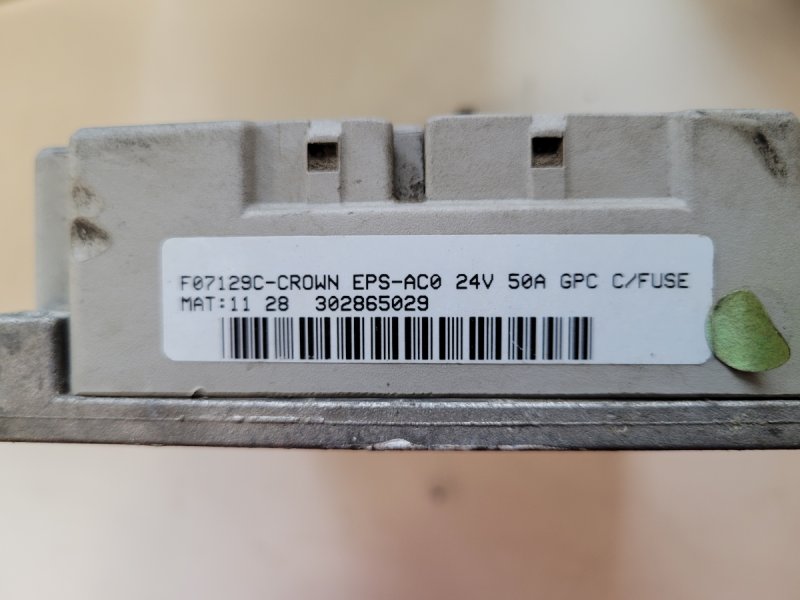 F07129C-CROWN EPS-AC0 24V 50A GPC C/FUSE
MAT:11 28 302865029